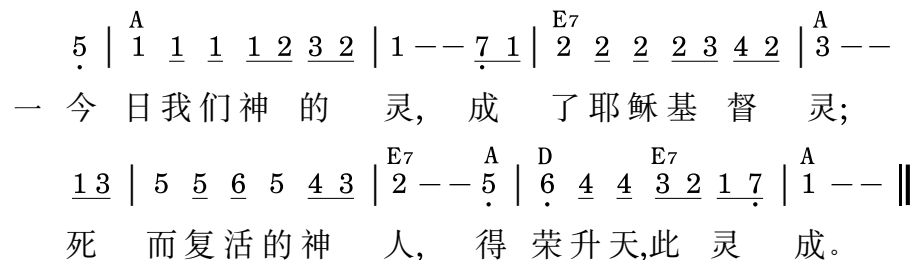 A E7 A
5 | 1 1 1 1 2 3 2 | 1 - - 7 1 | 2 2 2 2 3 4 2 | 3 - -
一 今 日我们神 的 灵, 成 了耶稣基 督 灵;
E7 A D E7 A
1 3 | 5 5 6 5 4 3 | 2 - - 5 | 6 4 4 3 2 1 7 | 1 - - ‖
死 而复活的神 人, 得 荣升天,此 灵 成。